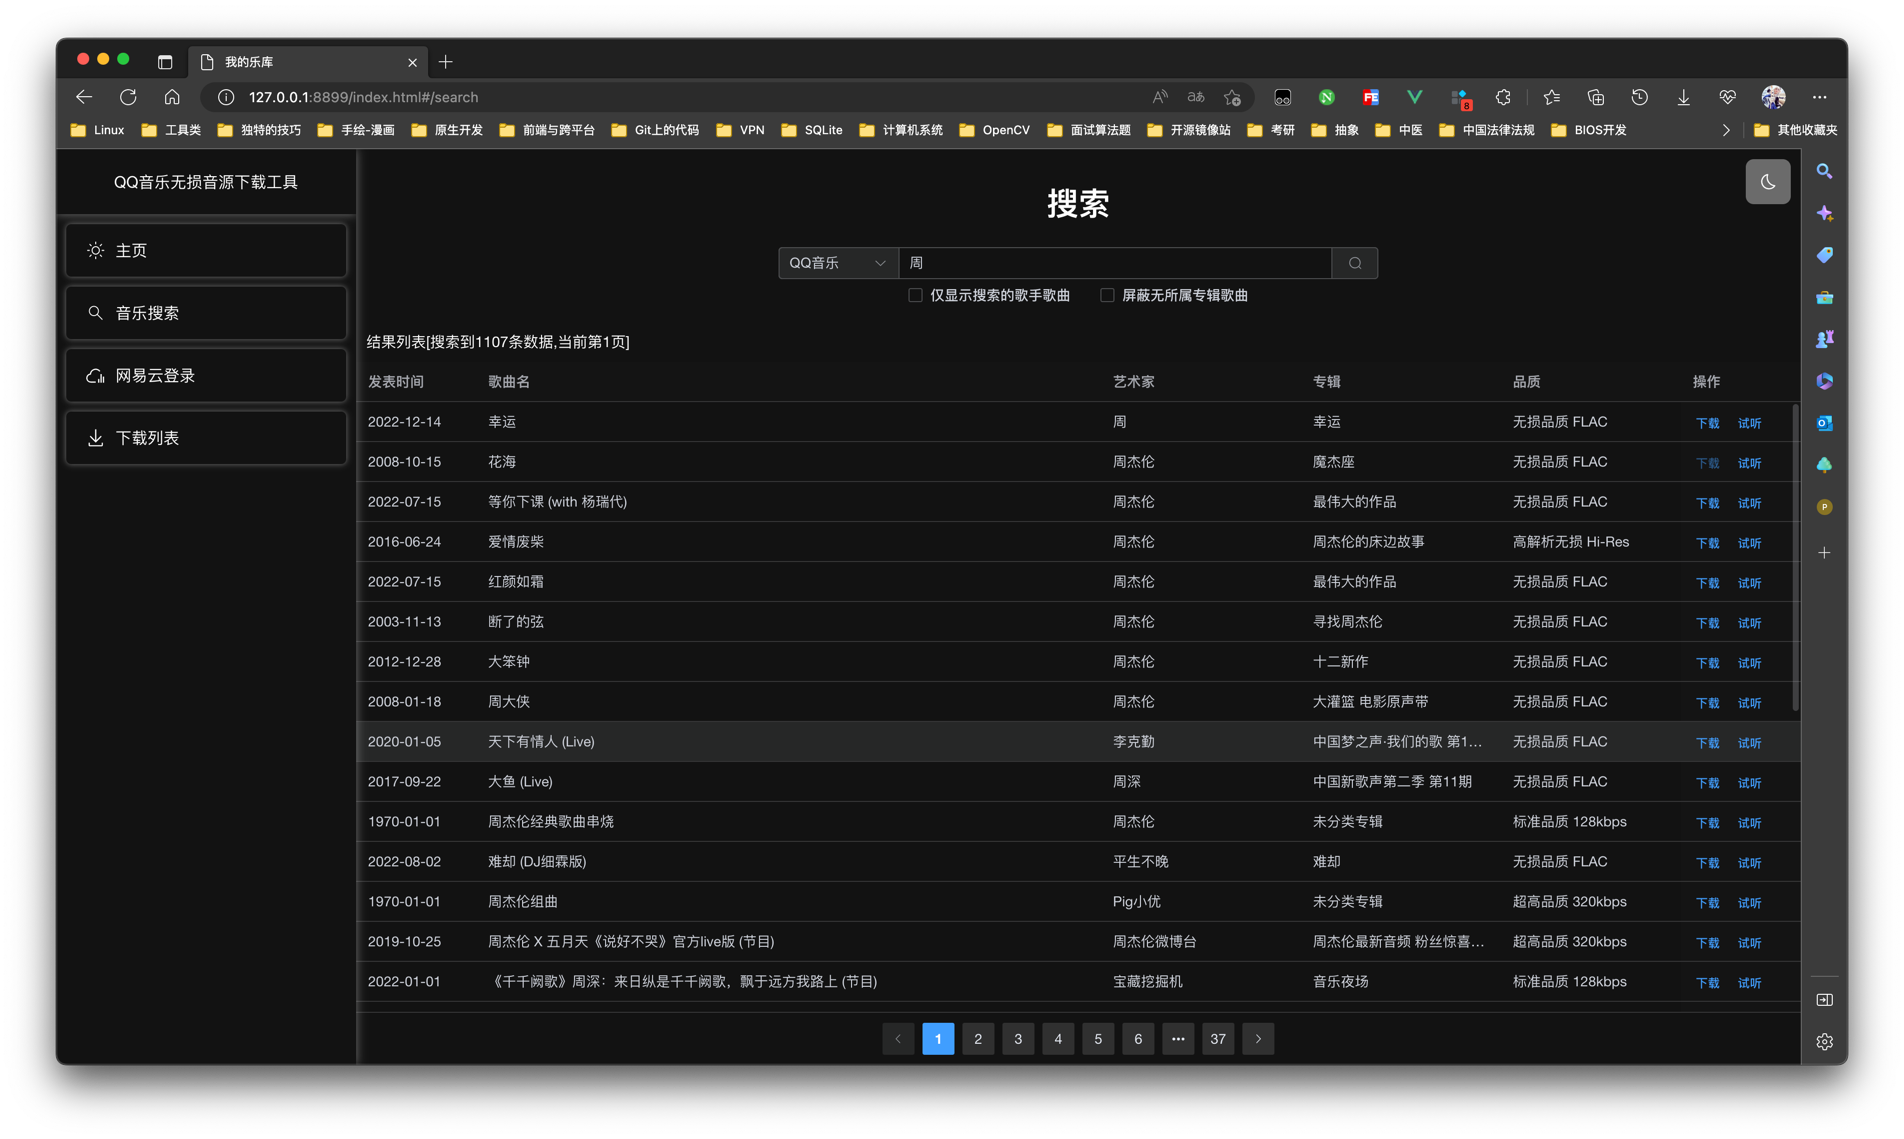 我的乐库
127.0.0.1:8899/index.html#/search
8
Linux 工具类 独特的技巧 手绘-漫画 原生开发 前端与跨平台 Git上的代码 VPN SQLite 计算机系统 OpenCV 面试算法题 开源镜像站 考研 抽象 中医 中国法律法规 BIOS开发 其他收藏夹
QQ音乐无损音源下载工具
主页
音乐搜索
网易云登录
下载列表
搜索
QQ音乐 周
仅显示搜索的歌手歌曲 屏蔽无所属专辑歌曲
结果列表[搜索到1107条数据,当前第1页]
发表时间 歌曲名 艺术家 专辑 品质 操作
2022-12-14 幸运 周 幸运 无损品质 FLAC 下载 试听
2008-10-15 花海 周杰伦 魔杰座 无损品质 FLAC 下载 试听
2022-07-15 等你下课 (with 杨瑞代) 周杰伦 最伟大的作品 无损品质 FLAC 下载 试听
2016-06-24 爱情废柴 周杰伦 周杰伦的床边故事 高解析无损 Hi-Res 下载 试听
2022-07-15 红颜如霜 周杰伦 最伟大的作品 无损品质 FLAC 下载 试听
2003-11-13 断了的弦 周杰伦 寻找周杰伦 无损品质 FLAC 下载 试听
2012-12-28 大笨钟 周杰伦 十二新作 无损品质 FLAC 下载 试听
2008-01-18 周大侠 周杰伦 大灌篮 电影原声带 无损品质 FLAC 下载 试听
2020-01-05 天下有情人 (Live) 李克勤 中国梦之声·我们的歌 第1… 无损品质 FLAC 下载 试听
2017-09-22 大鱼 (Live) 周深 中国新歌声第二季 第11期 无损品质 FLAC 下载 试听
1970-01-01 周杰伦经典歌曲串烧 周杰伦 未分类专辑 标准品质 128kbps 下载 试听
2022-08-02 难却 (DJ细霖版) 平生不晚 难却 无损品质 FLAC 下载 试听
1970-01-01 周杰伦组曲 Pig小优 未分类专辑 超高品质 320kbps 下载 试听
2019-10-25 周杰伦 X 五月天《说好不哭》官方live版 (节目) 周杰伦微博台 周杰伦最新音频 粉丝惊喜… 超高品质 320kbps 下载 试听
2022-01-01 《千千阙歌》周深：来日纵是千千阙歌，飘于远方我路上 (节目) 宝藏挖掘机 音乐夜场 标准品质 128kbps 下载 试听
1 2 3 4 5 6 ••• 37